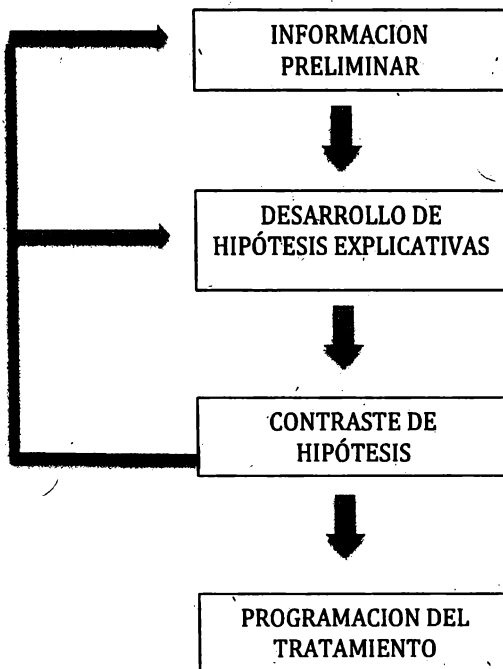 INFORMACION
PRELIMINAR
DESARROLLO DE
HIPÓTESIS EXPLICATIVAS
CONTRASTE DE
HIPÓTESIS
PROGRAMACION DEL
TRATAMIENTO